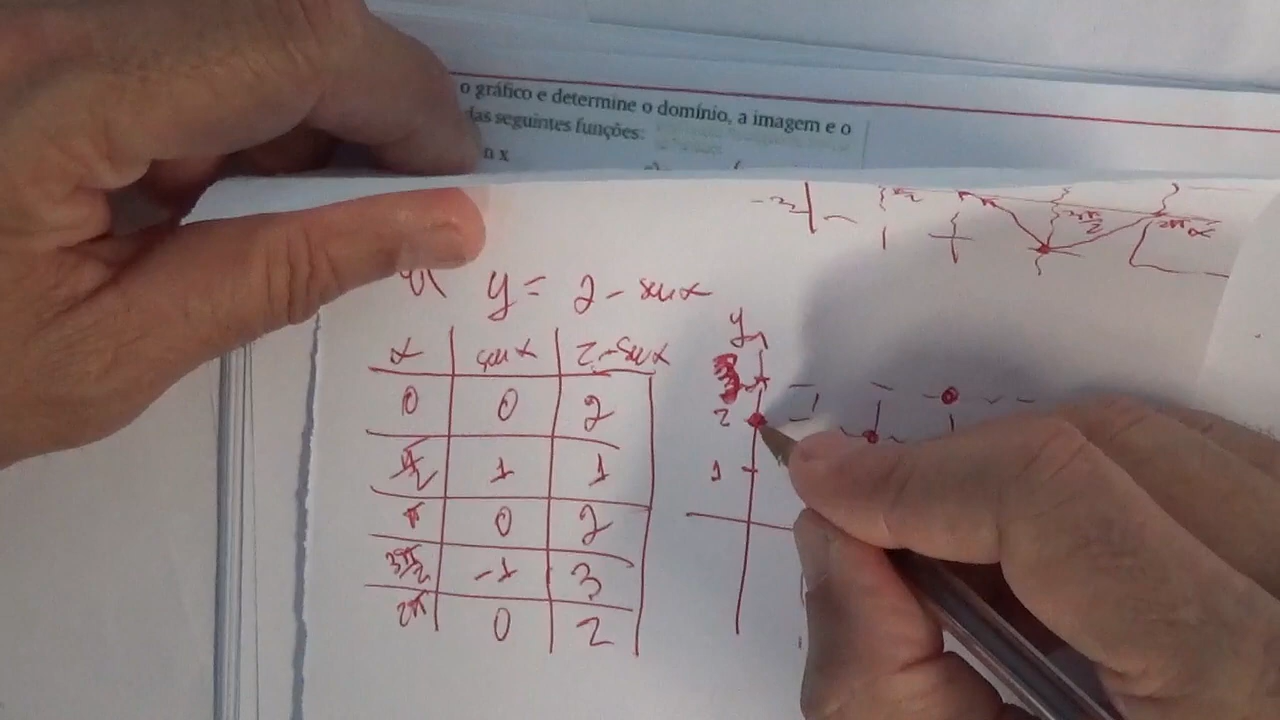 o gráfico e determine o domínio, a imagem e o
das seguintes funções:
n x
2π x
y = 2 - sen x
x sen x 2-sen x
0 0 2
π/2 1 1
π 0 2
3π/2 -1 3
2π 0 2
y
3
2
1